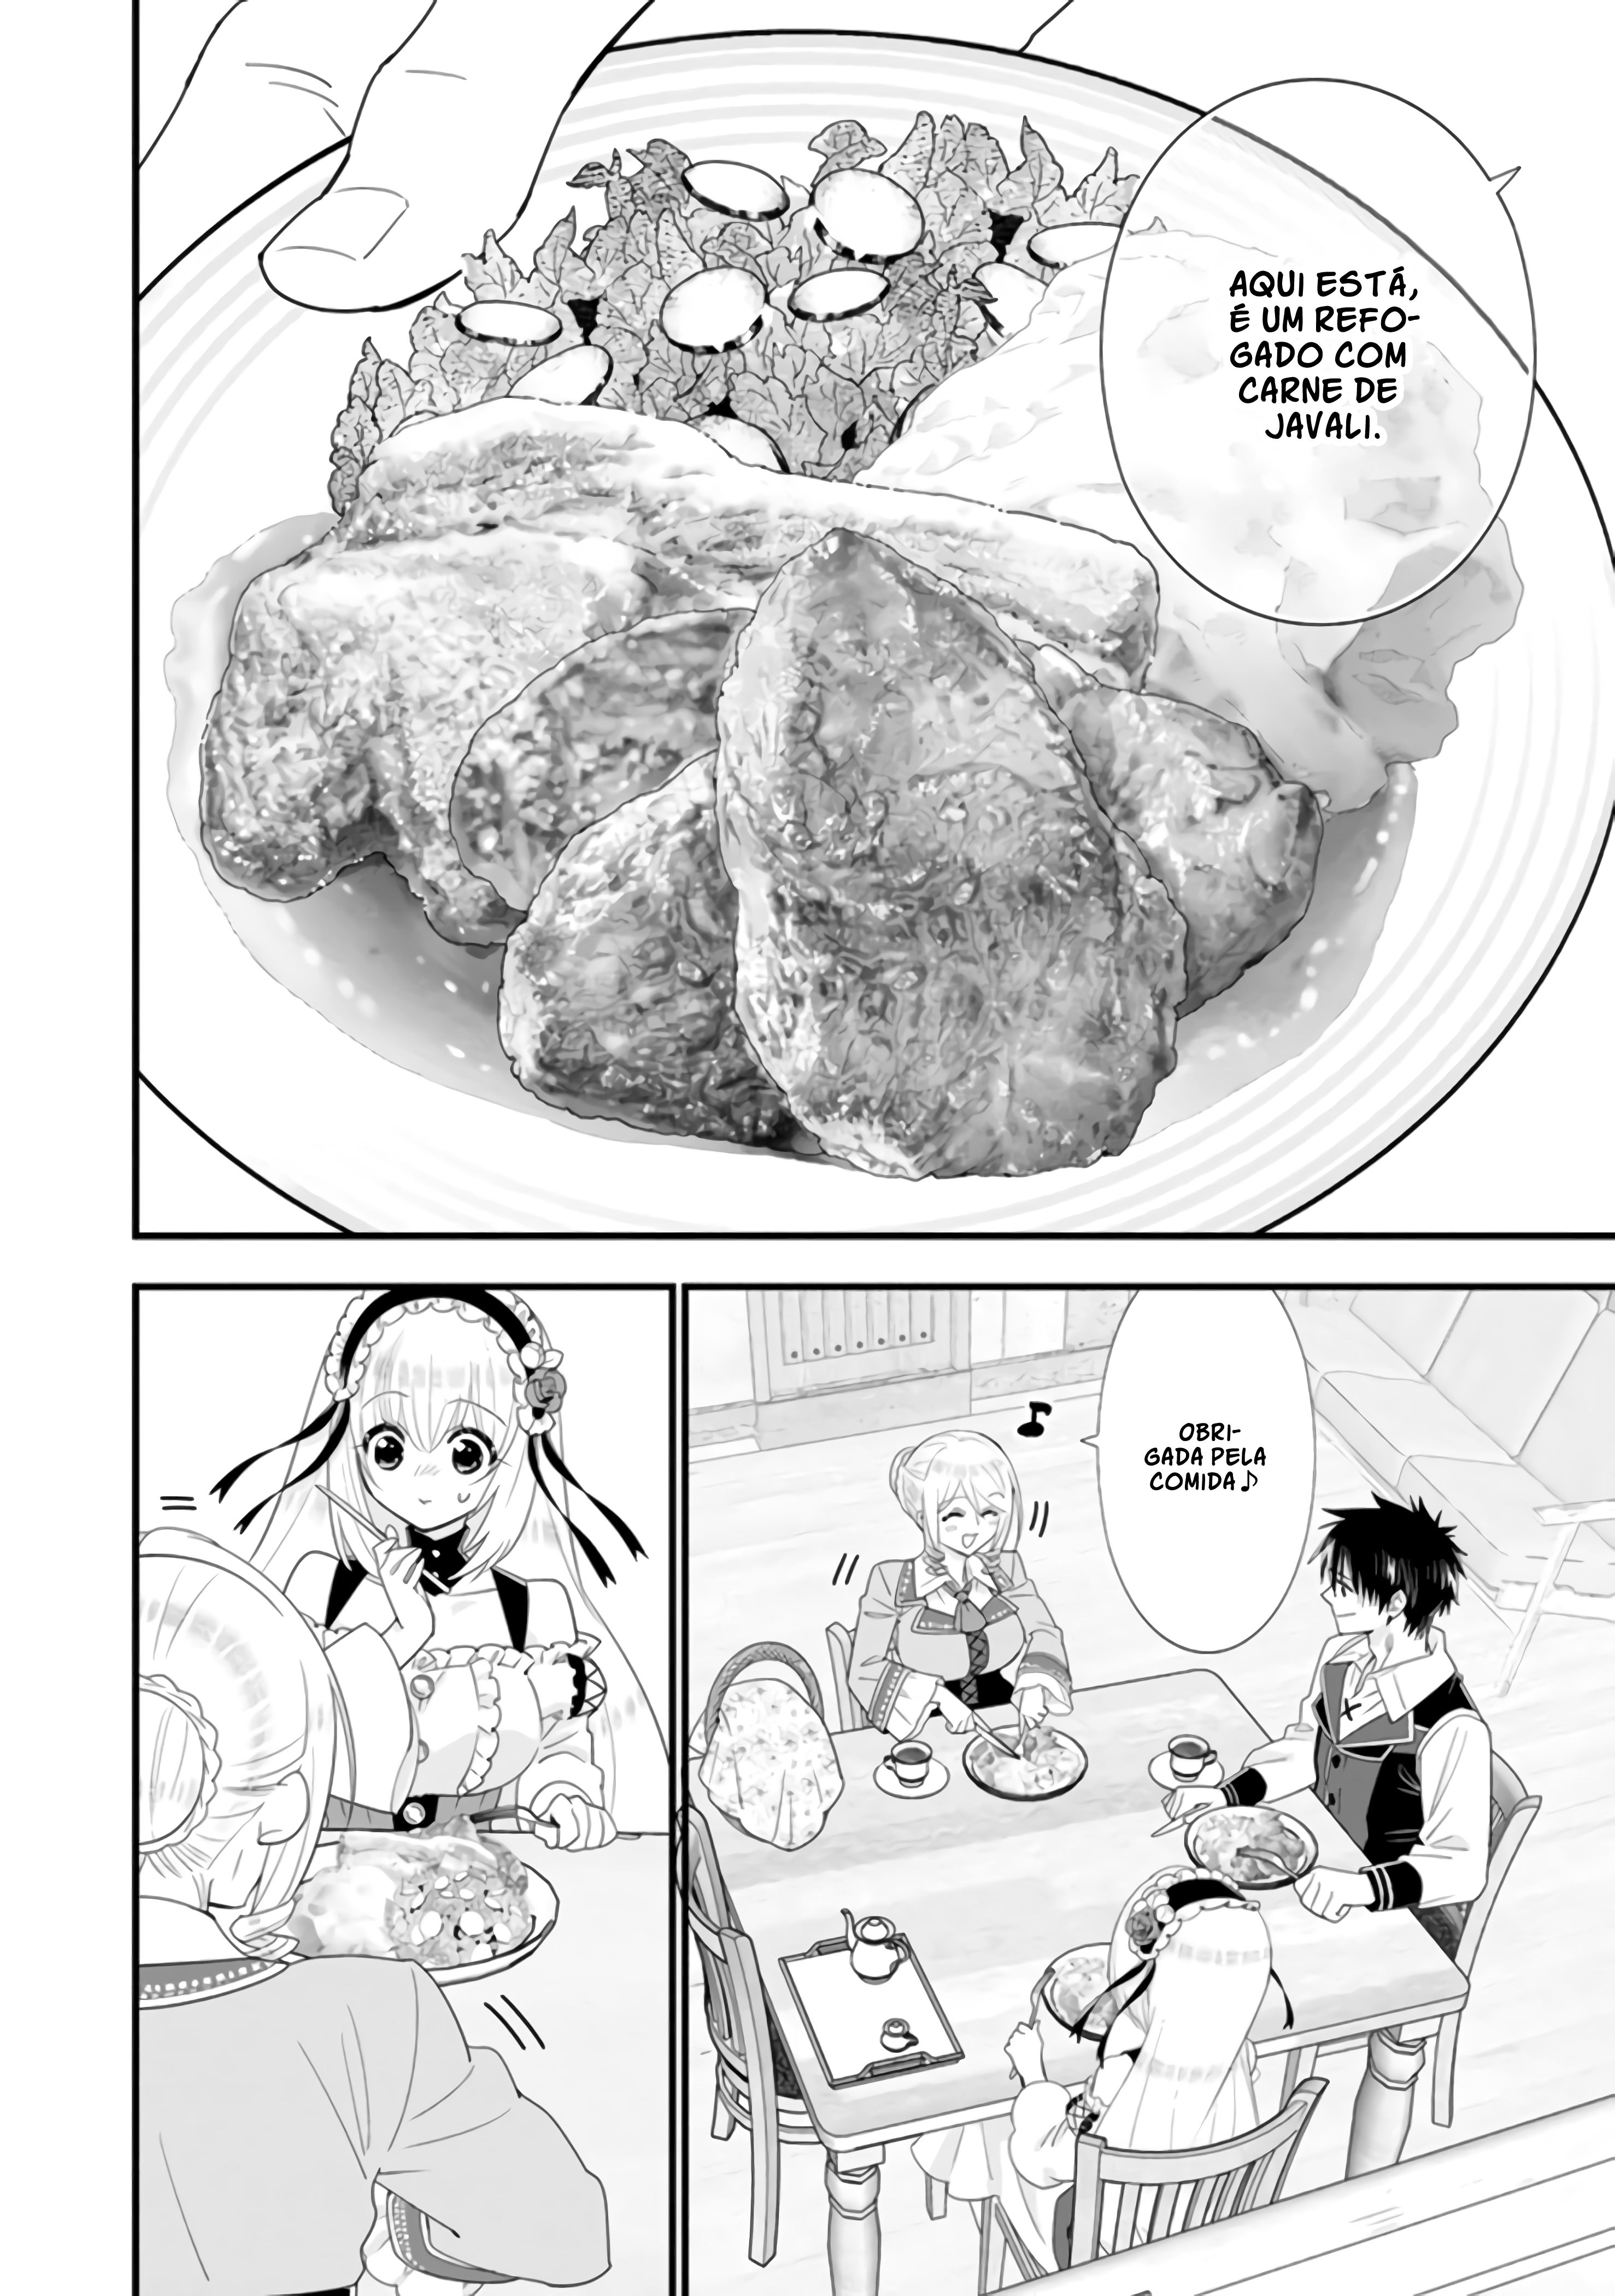 AQUI ESTÁ,
É UM REFO-
GADO COM
CARNE DE
JAVALI.
OBRI-
GADA PELA
COMIDA♪